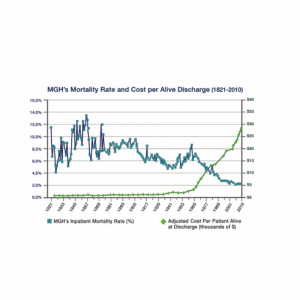 MGH's Mortality Rate and Cost per Alive Discharge (1821-2010)
16.0% $40
14.0% $35
12.0% $30
10.0% $25
8.0% $20
6.0% $15
4.0% $10
2.0% $5
0.0% $0
1821
2010
MGH's Inpatient Mortality Rate (%)
Adjusted Cost Per Patient Alive
at Discharge (thousands of $)